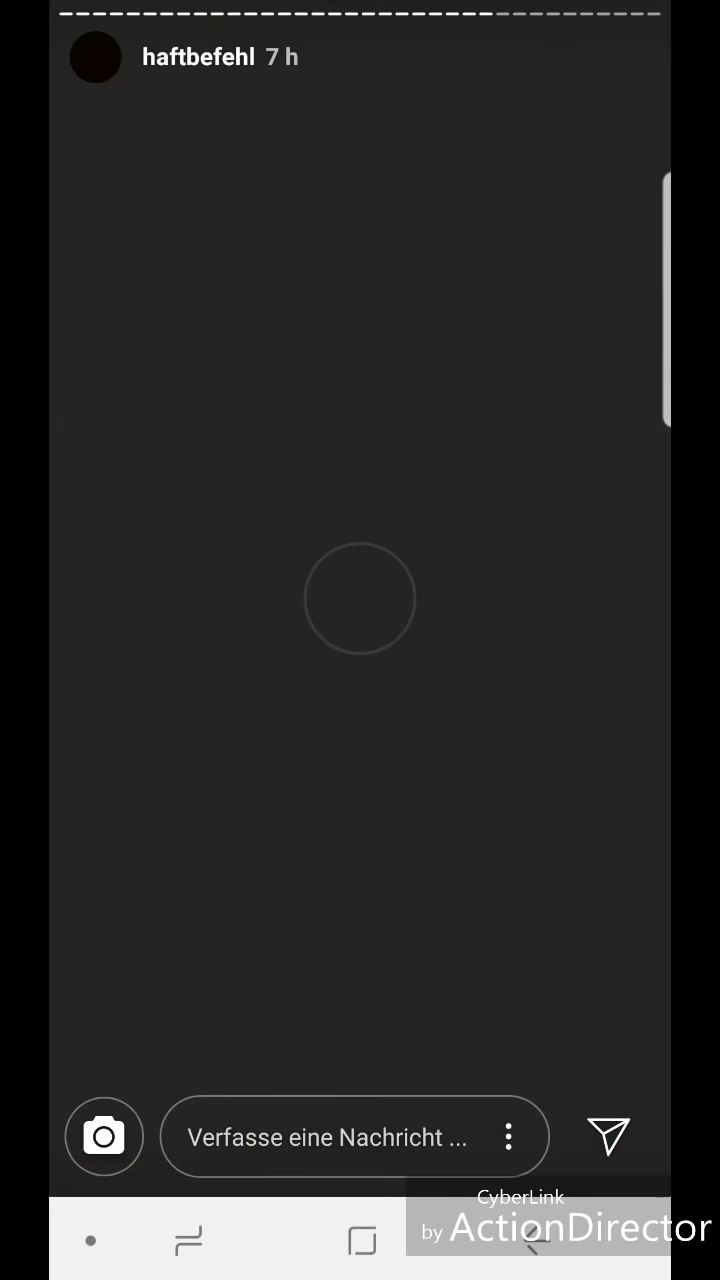 haftbefehl 7 h
Verfasse eine Nachricht ...
CyberLink
by ActionDirector